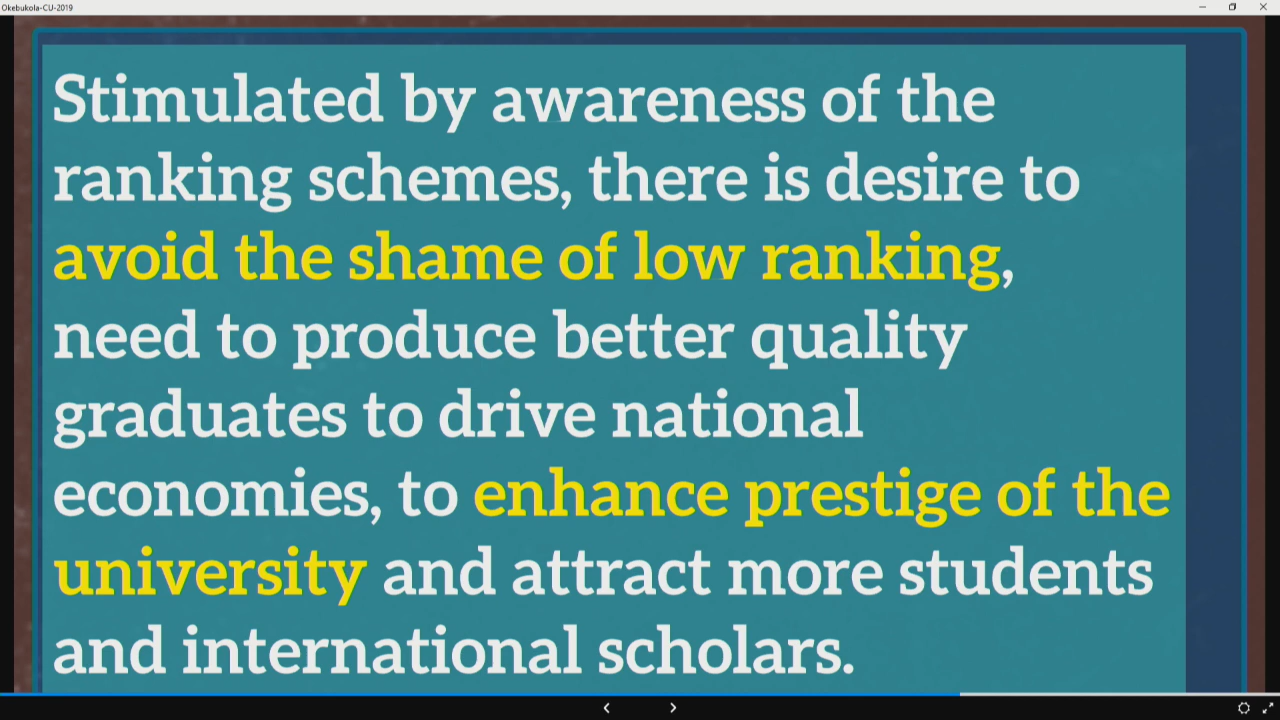 Okebukola-CU-2019
Stimulated by awareness of the
ranking schemes, there is desire to
avoid the shame of low ranking,
need to produce better quality
graduates to drive national
economies, to enhance prestige of the
university and attract more students
and international scholars.